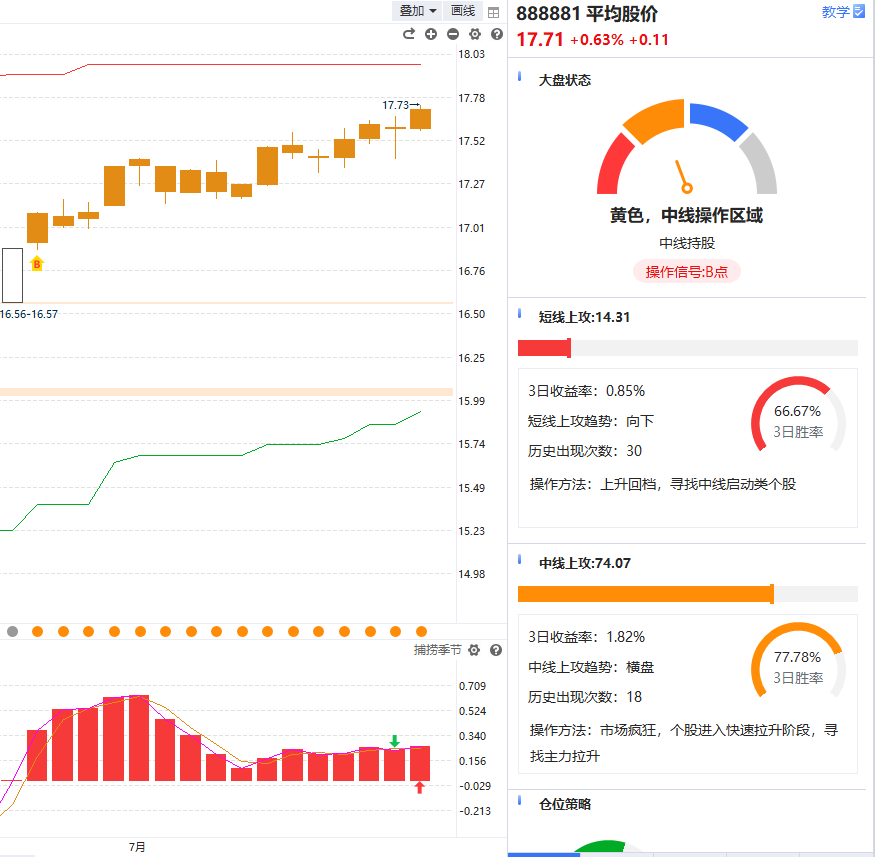 叠加 画线
18.03
17.78
17.73
17.52
17.27
17.01
16.76
B
16.50
16.56-16.57
16.25
15.99
15.74
15.49
15.23
14.98
捕捞季节
0.709
0.524
0.340
0.156
-0.029
-0.213
7月
888881 平均股价 教学
17.71 +0.63% +0.11
大盘状态
黄色，中线操作区域
中线持股
操作信号:B点
短线上攻:14.31
3日收益率：0.85%
短线上攻趋势：向下
历史出现次数：30
66.67%
3日胜率
操作方法：上升回档，寻找中线启动类个股
中线上攻:74.07
3日收益率：1.82%
中线上攻趋势：横盘
历史出现次数：18
77.78%
3日胜率
操作方法：市场疯狂，个股进入快速拉升阶段，寻
找主力拉升
仓位策略